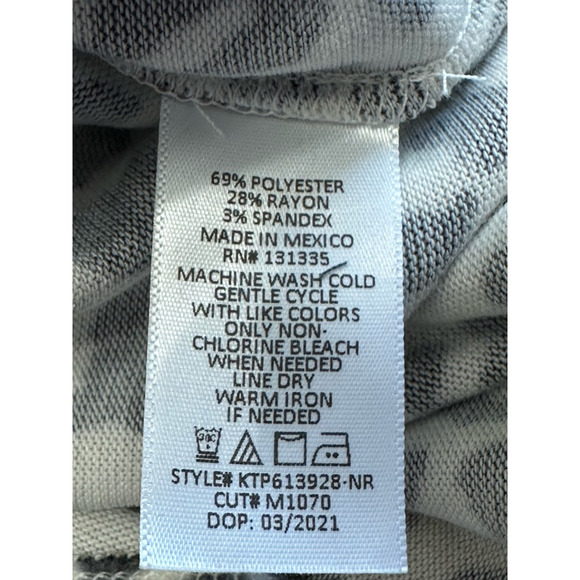 69% POLYESTER
28% RAYON
3% SPANDEX
MADE IN MEXICO
RN# 131335
MACHINE WASH COLD
GENTLE CYCLE
WITH LIKE COLORS
ONLY NON-
CHLORINE BLEACH
WHEN NEEDED
LINE DRY
WARM IRON
IF NEEDED
STYLE# KTP613928-NR
CUT# M1070
DOP: 03/2021